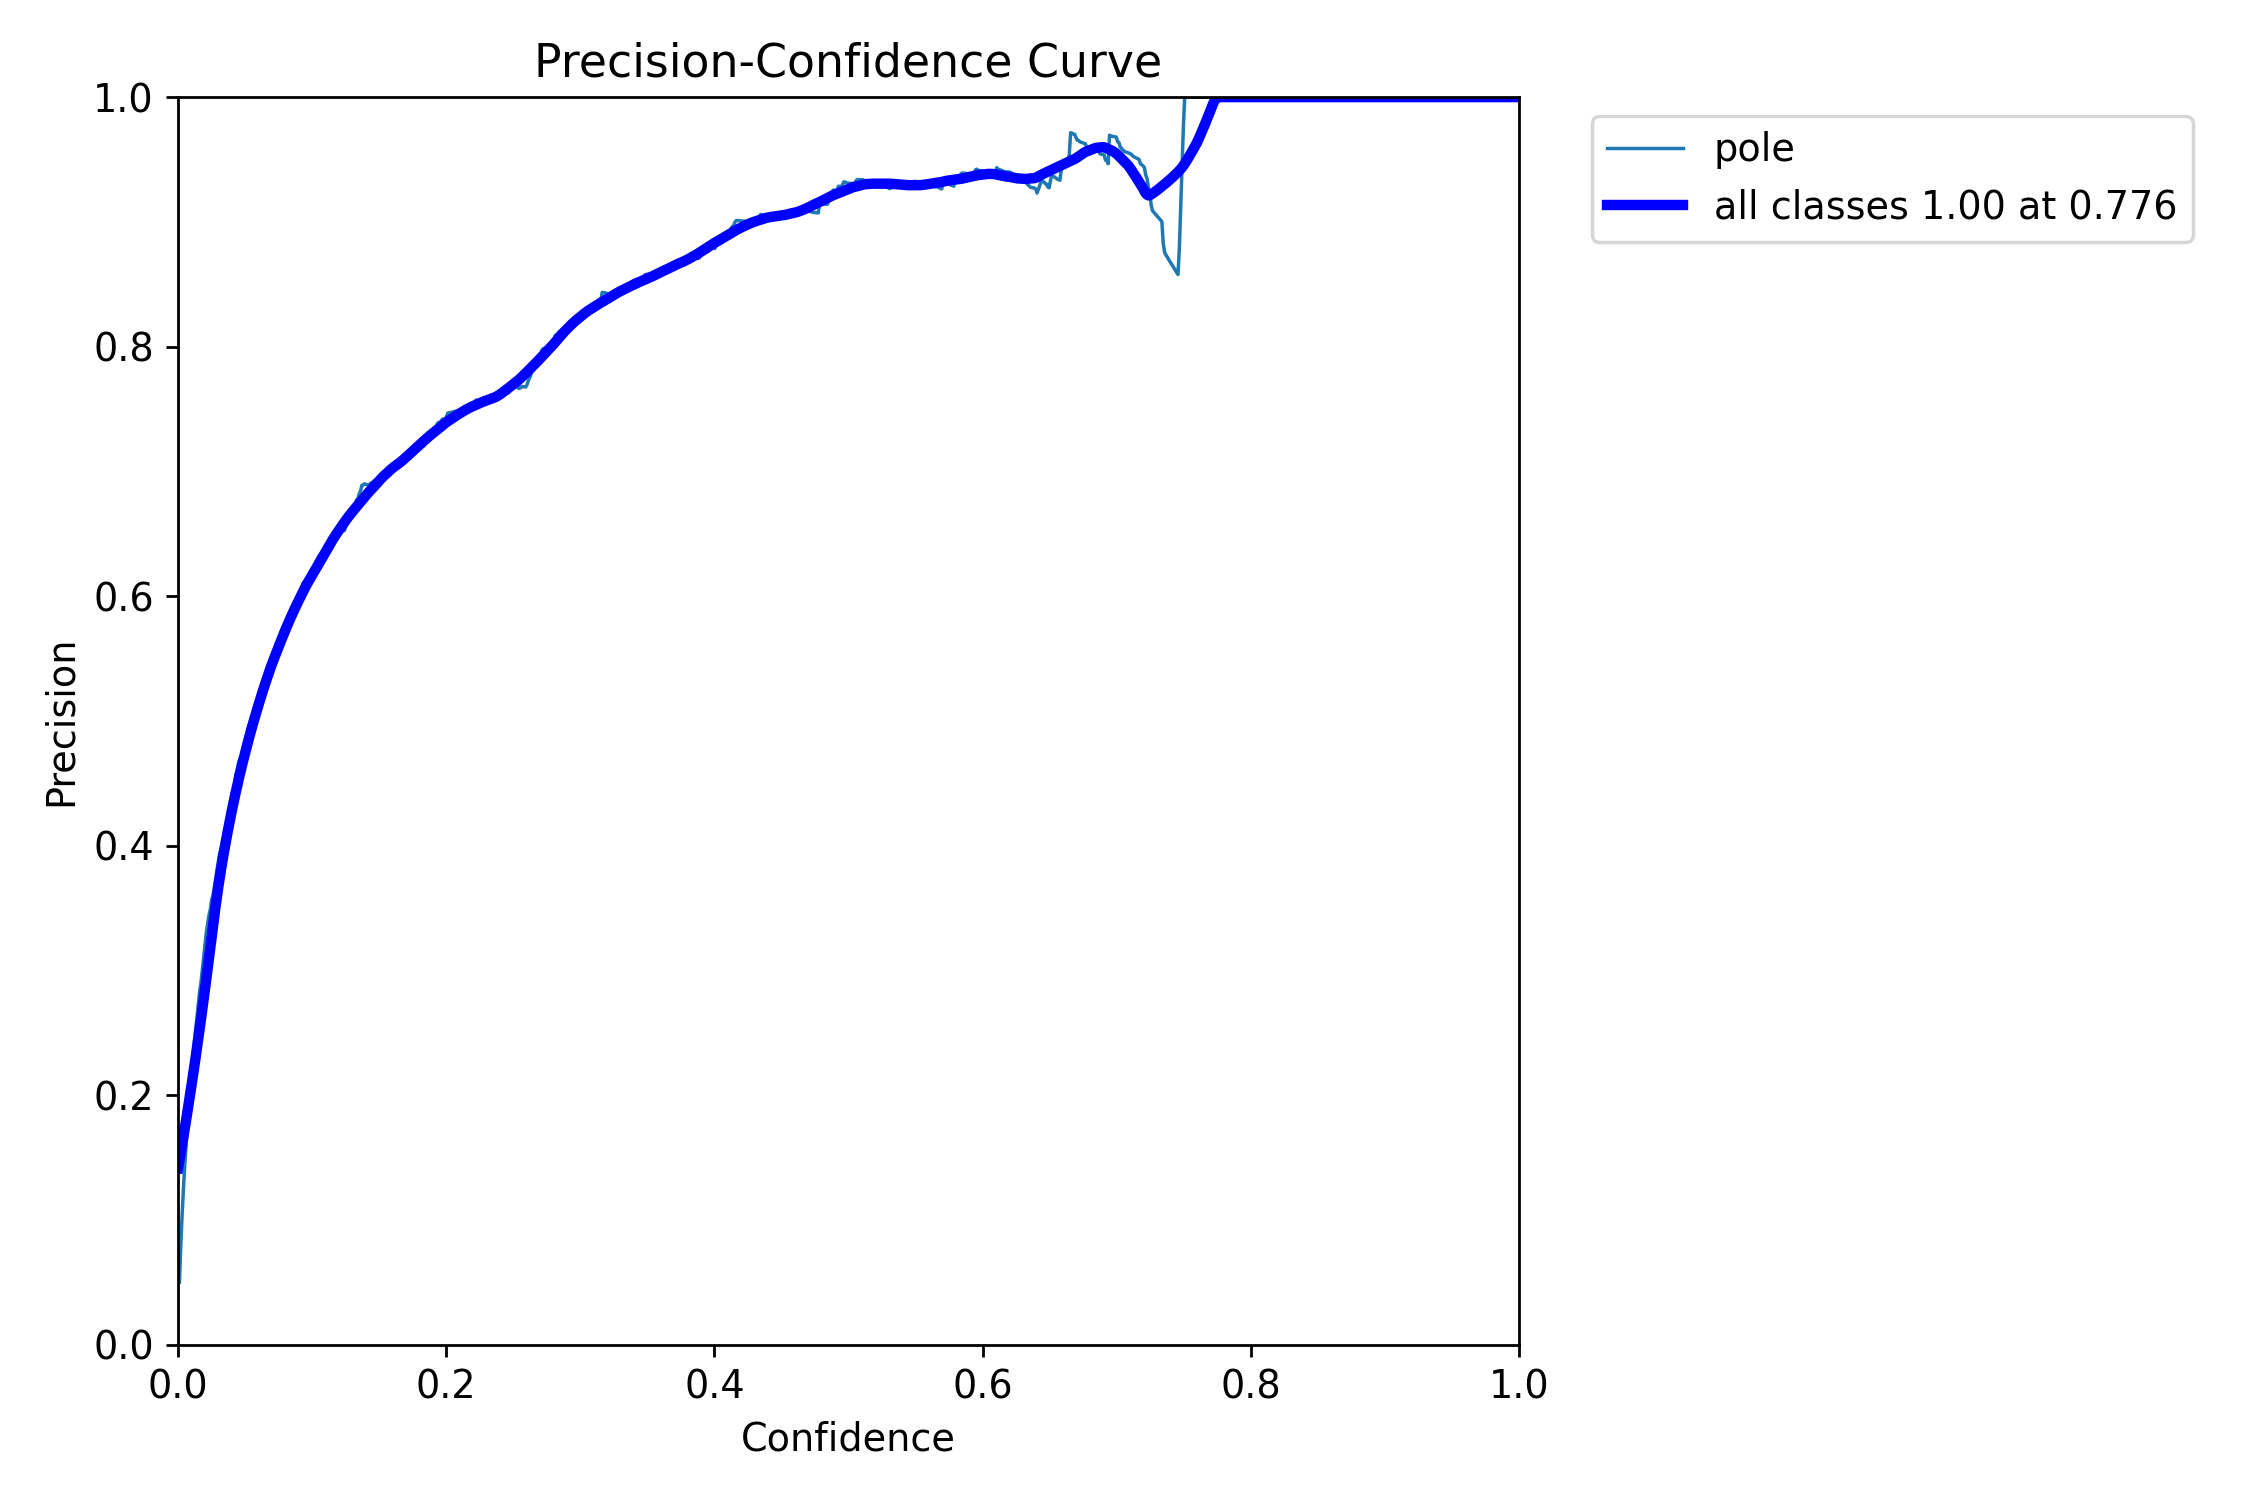 Precision-Confidence Curve
1.0
0.8
0.6
0.4
0.2
0.0
Precision
0.0 0.2 0.4 0.6 0.8 1.0
Confidence
pole
all classes 1.00 at 0.776